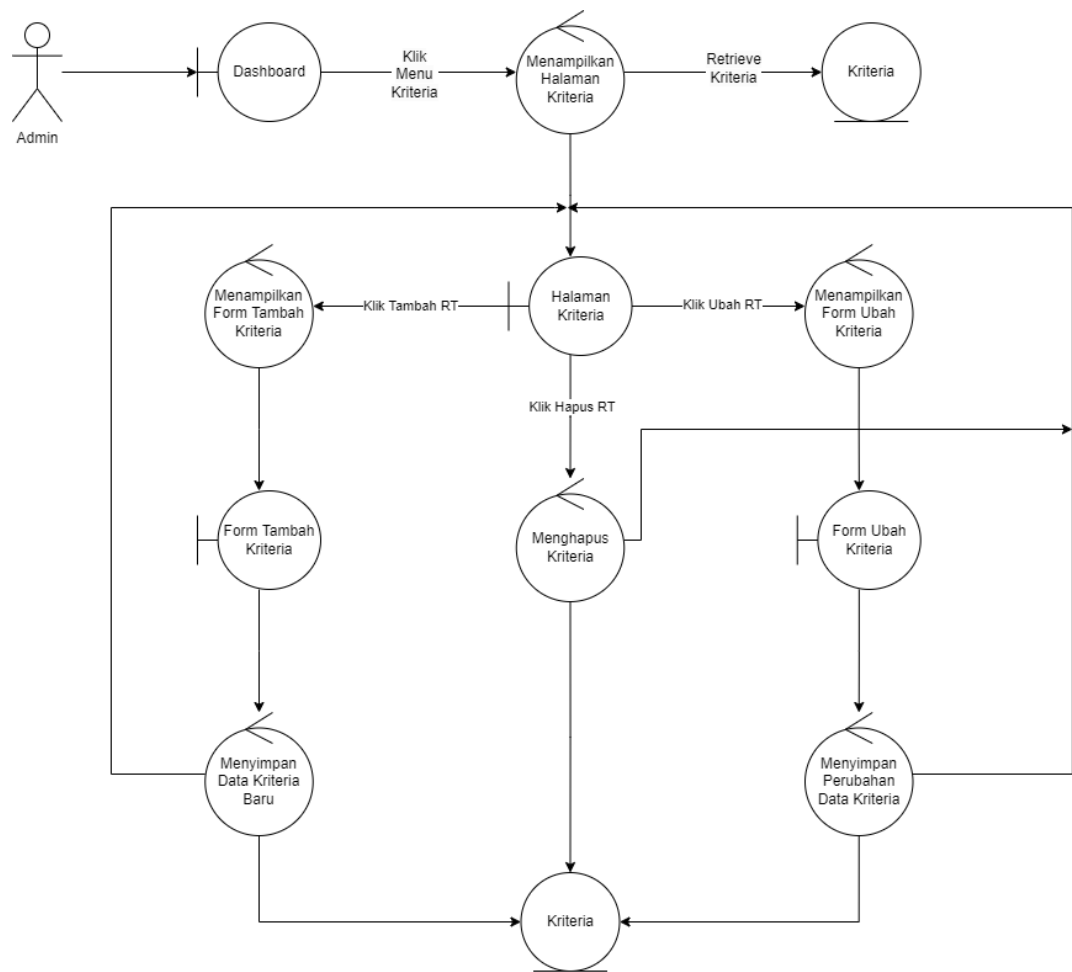 Admin
Dashboard
Klik
Menu
Kriteria
Menampilkan
Halaman
Kriteria
Retrieve
Kriteria
Kriteria
Menampilkan
Form Tambah
Kriteria
Klik Tambah RT
Halaman
Kriteria
Klik Ubah RT
Menampilkan
Form Ubah
Kriteria
Klik Hapus RT
Form Tambah
Kriteria
Menghapus
Kriteria
Form Ubah
Kriteria
Menyimpan
Data Kriteria
Baru
Menyimpan
Perubahan
Data Kriteria
Kriteria